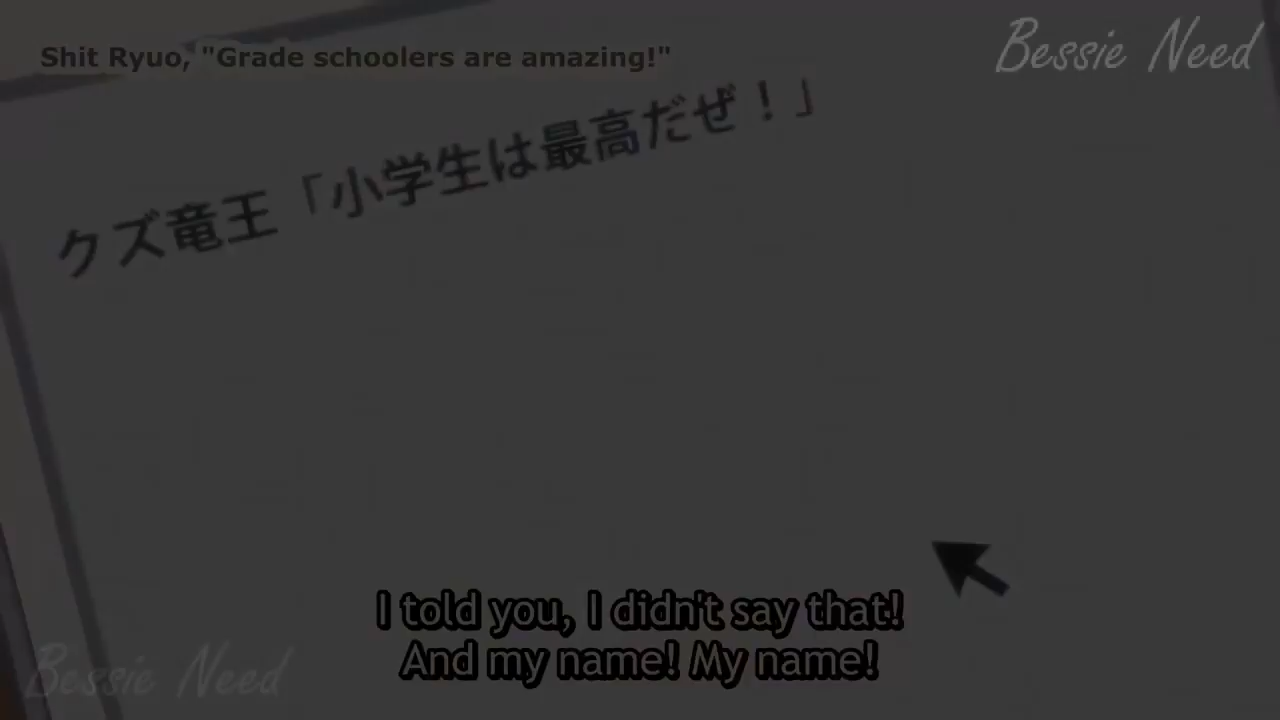 Shit Ryuo, "Grade schoolers are amazing!"
Bessie Need
クズ竜王「小学生は最高だぜ！」
I told you, I didn't say that!
And my name! My name!
Bessie Need